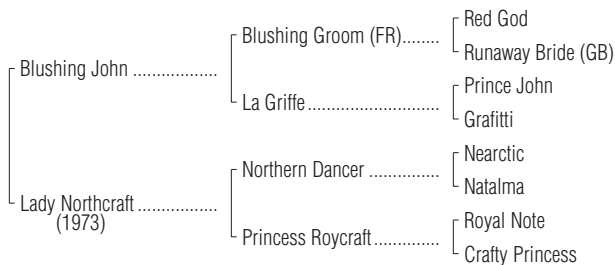 Red God
Blushing Groom (FR)........
Runaway Bride (GB)
Blushing John ..................
Prince John
La Griffe............................
Grafitti
Nearctic
Northern Dancer ...............
Natalma
Lady Northcraft.................
(1973)
Royal Note
Princess Roycraft..............
Crafty Princess